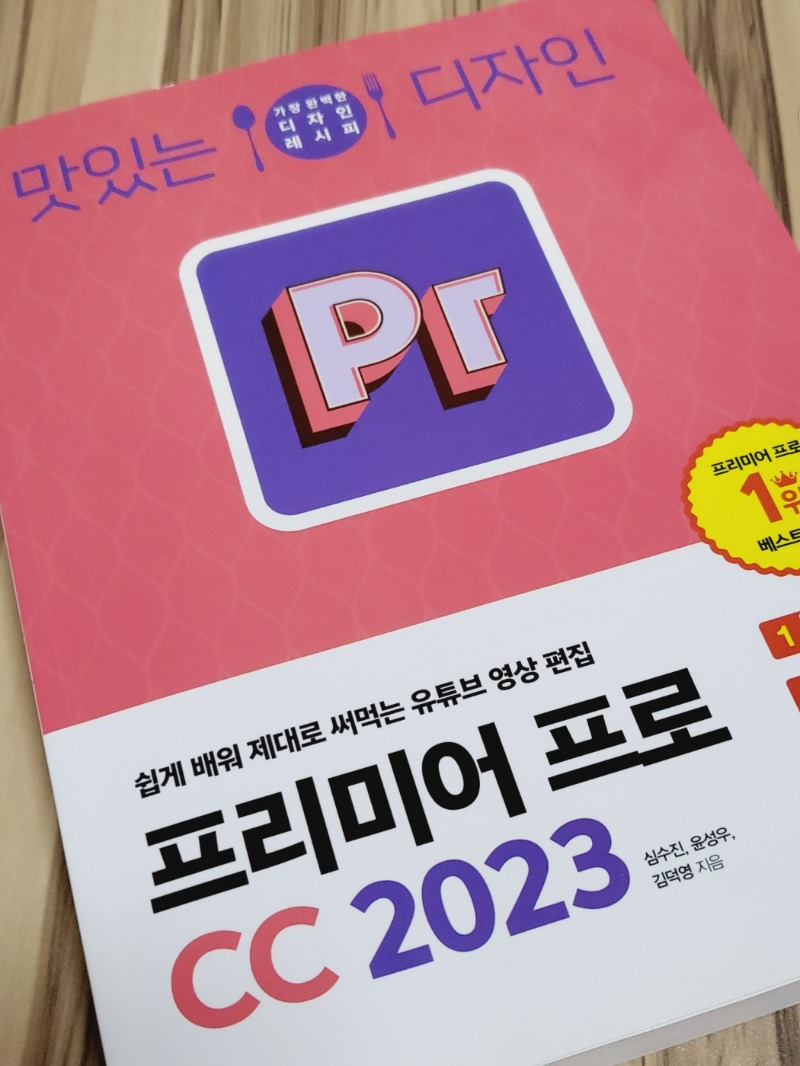 맛있는 디자인
가장 완벽한
디자인
레시피
Pr
프리미어 프로
1위
베스트
1
쉽게 배워 제대로 써먹는 유튜브 영상 편집
프리미어 프로
CC 2023
심수진, 윤성우,
김덕영 지음